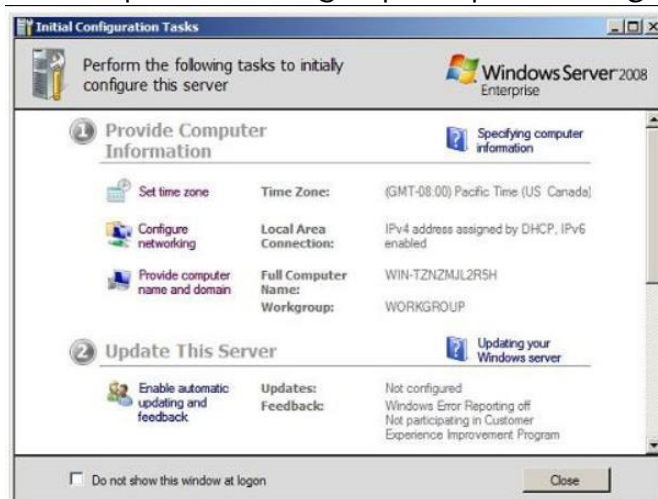 Initial Configuration Tasks
Perform the following tasks to initially
configure this server
Windows Server 2008
Enterprise
1 Provide Computer
Information
Specifying computer
information
Set time zone
Time Zone:
(GMT-08:00) Pacific Time (US Canada)
Configure
networking
Local Area
Connection:
IPv4 address assigned by DHCP, IPv6
enabled
Provide computer
name and domain
Full Computer
Name:
WIN-TZNZMJL2R5H
Workgroup:
WORKGROUP
2 Update This Server
Updating your
Windows server
Enable automatic
updating and
feedback
Updates:
Not configured
Feedback:
Windows Error Reporting off
Not participating in Customer
Experience Improvement Program
Do not show this window at logon
Close